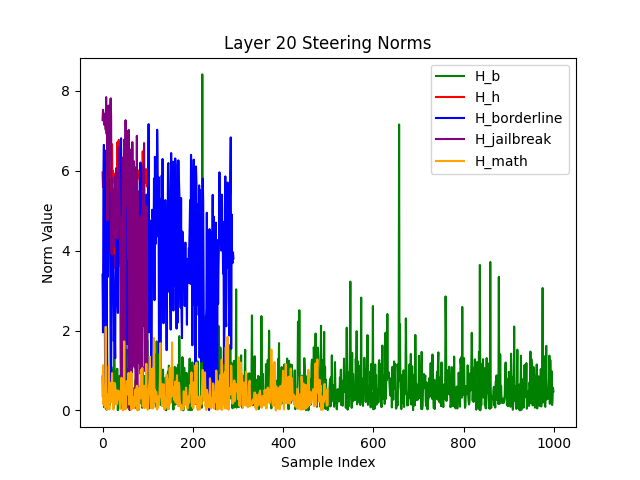 Layer 20 Steering Norms
H_b
H_h
H_borderline
H_jailbreak
H_math
Norm Value
8
6
4
2
0
0 200 400 600 800 1000
Sample Index